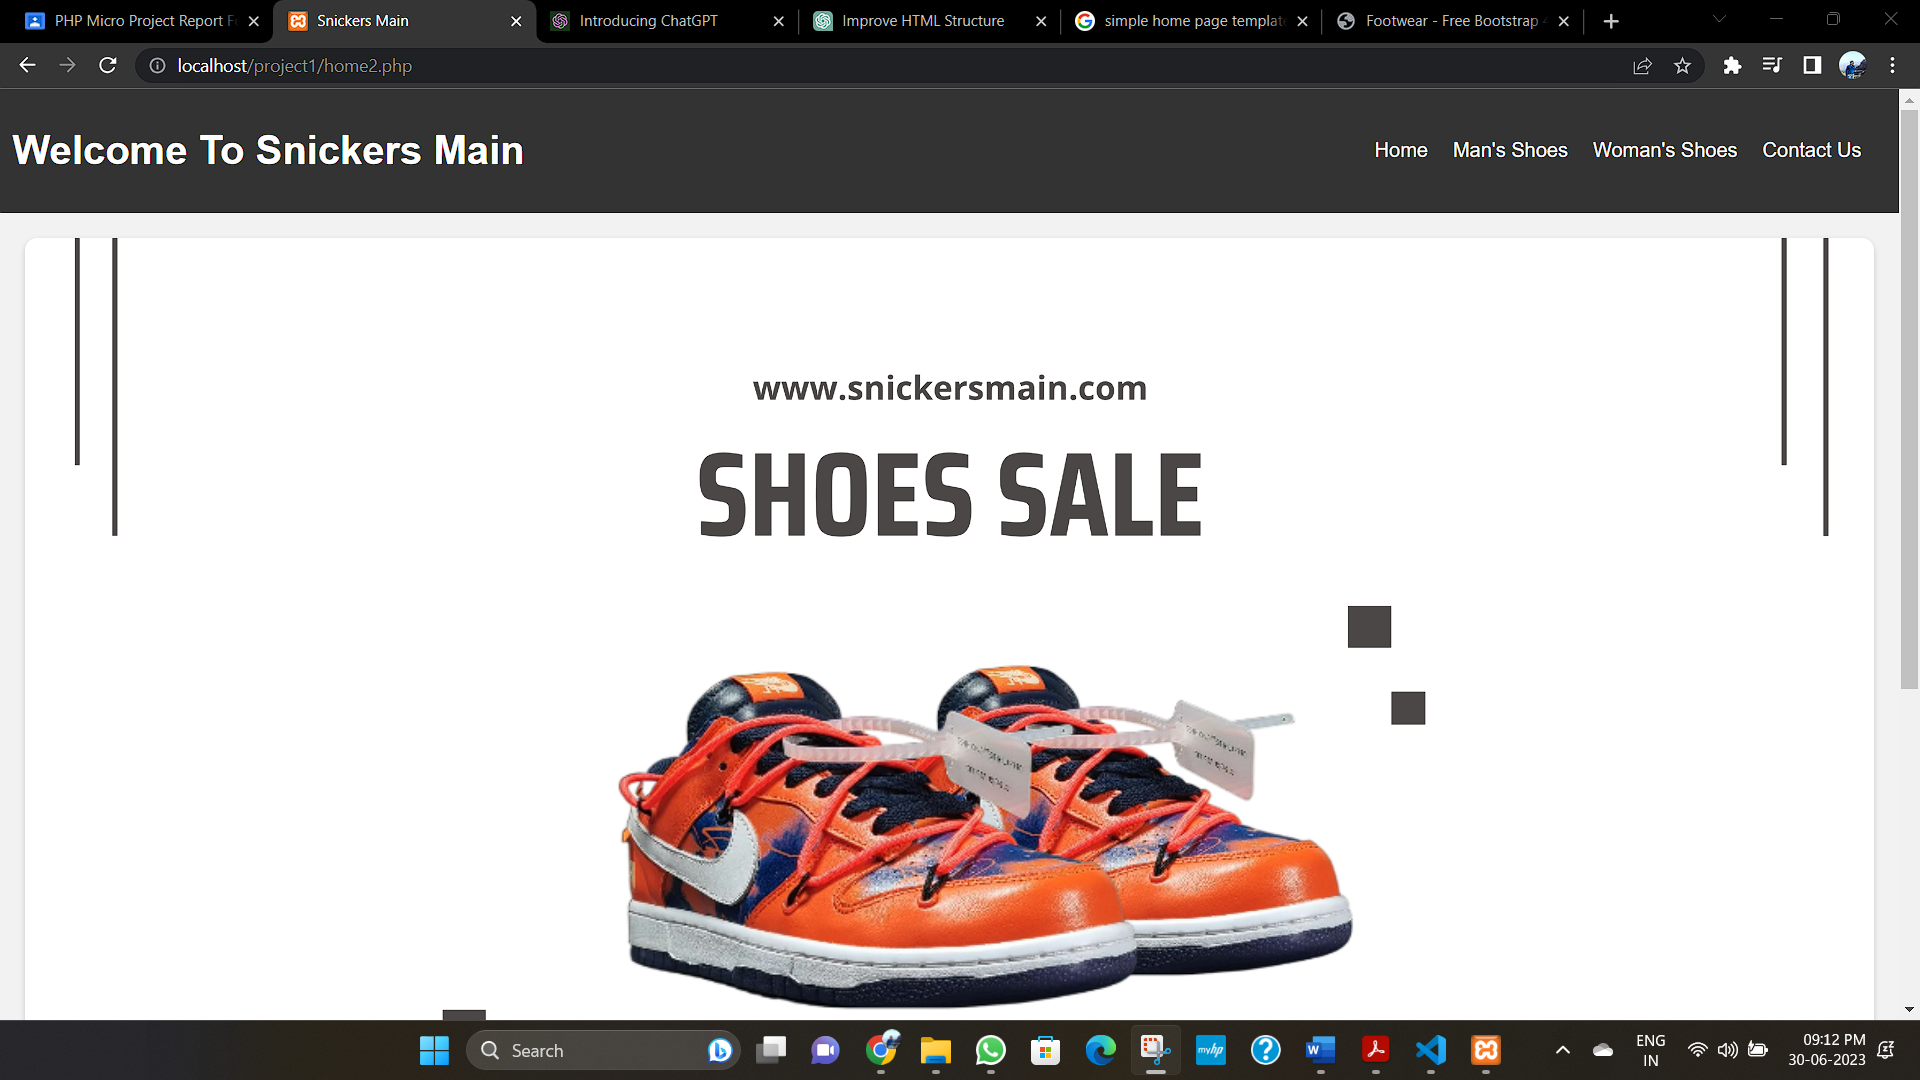 PHP Micro Project Report F
Snickers Main
Introducing ChatGPT
Improve HTML Structure
simple home page templat
Footwear - Free Bootstrap 4
localhost/project1/home2.php
Welcome To Snickers Main
Home
Man's Shoes
Woman's Shoes
Contact Us
www.snickersmain.com
SHOES SALE
Search
myhp
W
ENG
IN
09:12 PM
30-06-2023